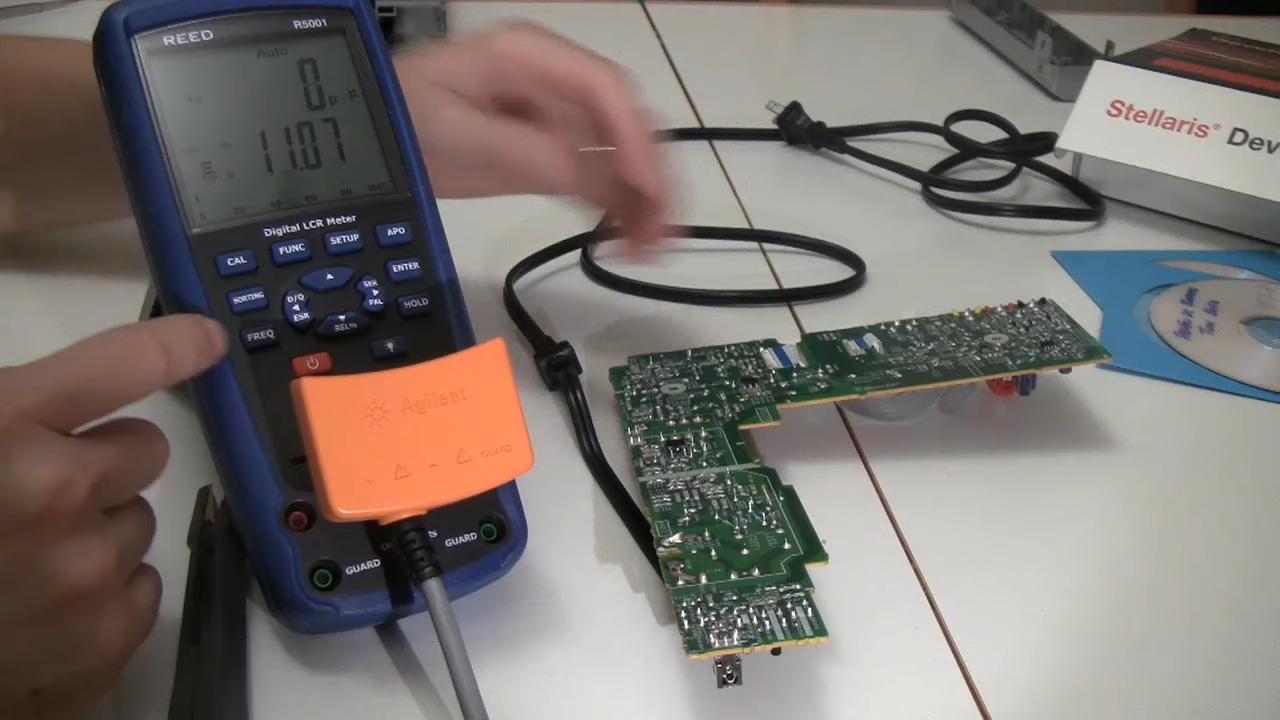 REED
R5001
Auto
0 p F
11.07
Digital LCR Meter
CAL
FUNC
SETUP
APO
SORTING
D/Q
ESR
SER
PAL
ENTER
FREQ
REL%
HOLD
Agilent
+ - GUARD
GUARD
GUARD
Stellaris® Dev